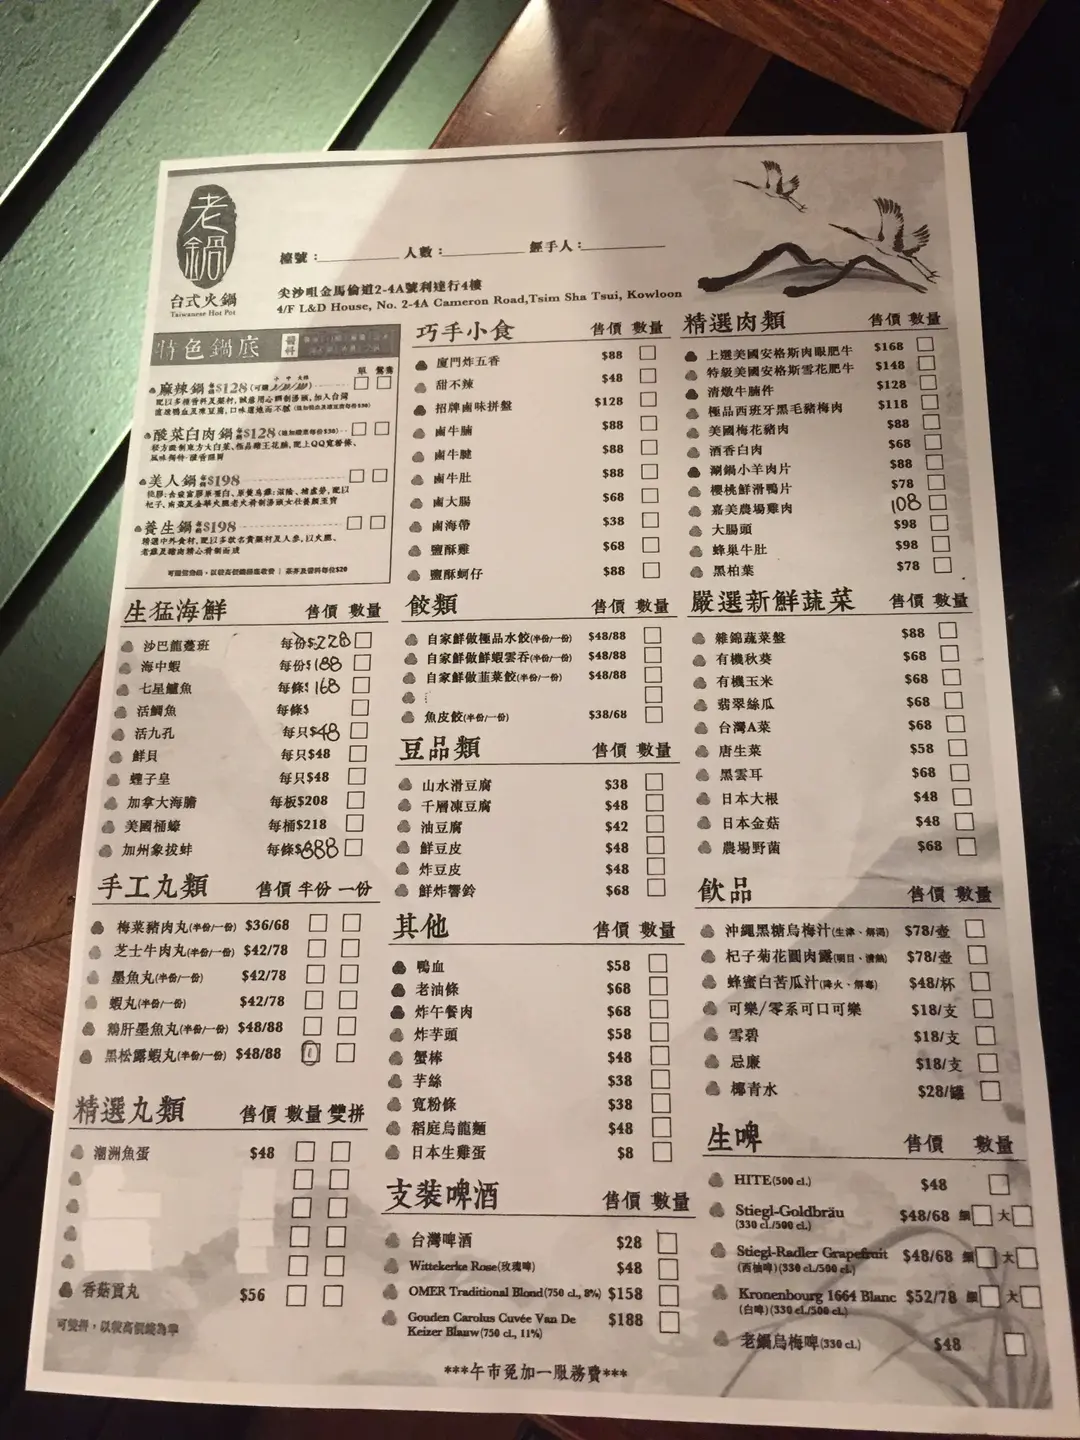 老鍋
台式火鍋
Taiwanese Hot Pot
檯號： 人數： 經手人：
尖沙咀金馬倫道2-4A號利達行4樓
4/F L&D House, No. 2-4A Cameron Road,Tsim Sha Tsui, Kowloon
特色鍋底 醬料
單 鴛鴦
麻辣鍋 $128
酸菜白肉鍋 $128
美人鍋 $198
養生鍋 $198
生猛海鮮 售價 數量
沙巴龍躉班 每份$228
海中蝦 每份$188
七星鱸魚 每條$168
活鯛魚 每條$
活九孔 每只$48
鮮貝 每只$48
蟶子皇 每只$48
加拿大海膽 每板$208
美國桶蠔 每桶$218
加州象拔蚌 每條$888
手工丸類 售價 半份 一份
梅菜豬肉丸(半份/一份) $36/68
芝士牛肉丸(半份/一份) $42/78
墨魚丸(半份/一份) $42/78
蝦丸(半份/一份) $42/78
鵝肝墨魚丸(半份/一份) $48/88
黑松露蝦丸(半份/一份) $48/88 1
精選丸類 售價 數量 雙拼
潮洲魚蛋 $48
香菇貢丸 $56
可雙拼，以較高價錢為準
巧手小食 售價 數量
廈門炸五香 $88
甜不辣 $48
招牌鹵味拼盤 $128
鹵牛腩 $88
鹵牛腱 $88
鹵牛肚 $88
鹵大腸 $68
鹵海帶 $38
鹽酥雞 $68
鹽酥蚵仔 $88
餃類 售價 數量
自家鮮做極品水餃(半份/一份) $48/88
自家鮮做鮮蝦雲吞(半份/一份) $48/88
自家鮮做韮菜餃(半份/一份) $48/88
魚皮餃(半份/一份) $38/68
豆品類 售價 數量
山水滑豆腐 $38
千層凍豆腐 $48
油豆腐 $42
鮮豆皮 $48
炸豆皮 $48
鮮炸響鈴 $68
其他 售價 數量
鴨血 $58
老油條 $68
炸午餐肉 $68
炸芋頭 $58
蟹棒 $48
芋絲 $38
寬粉條 $38
稻庭烏龍麵 $48
日本生雞蛋 $8
支裝啤酒 售價 數量
台灣啤酒 $28
Wittekerke Rose(玫瑰啤) $48
OMER Traditional Blond(750 cl., 8%) $158
Gouden Carolus Cuvée Van De
Keizer Blauw(750 cl., 11%) $188
精選肉類 售價 數量
上選美國安格斯肉眼肥牛 $168
特級美國安格斯雪花肥牛 $148
清燉牛腩件 $128
極品西班牙黑毛豬梅肉 $118
美國梅花豬肉 $88
酒香白肉 $68
涮鍋小羊肉片 $88
櫻桃鮮滑鴨片 $78
嘉美農場雞肉 108
大腸頭 $98
蜂巢牛肚 $98
黑柏葉 $78
嚴選新鮮蔬菜 售價 數量
雜錦蔬菜盤 $88
有機秋葵 $68
有機玉米 $68
翡翠絲瓜 $68
台灣A菜 $68
唐生菜 $58
黑雲耳 $68
日本大根 $48
日本金菇 $48
農場野菌 $68
飲品 售價 數量
沖繩黑糖烏梅汁(生津、解渴) $78/壺
杞子菊花圓肉露(明目、清熱) $78/壺
蜂蜜白苦瓜汁(降火、解毒) $48/杯
可樂/零系可口可樂 $18/支
雪碧 $18/支
忌廉 $18/支
椰青水 $28/罐
生啤 售價 數量
HITE(500 cl.) $48
Stiegl-Goldbräu $48/68 細 大
(330 cl./500 cl.)
Stiegl-Radler Grapefruit $48/68 細 大
(西柚啤)(330 cl./500 cl.)
Kronenbourg 1664 Blanc $52/78 細 大
(白啤)(330 cl./500 cl.)
老鍋烏梅啤(330 cl.) $48
***午市免加一服務費***